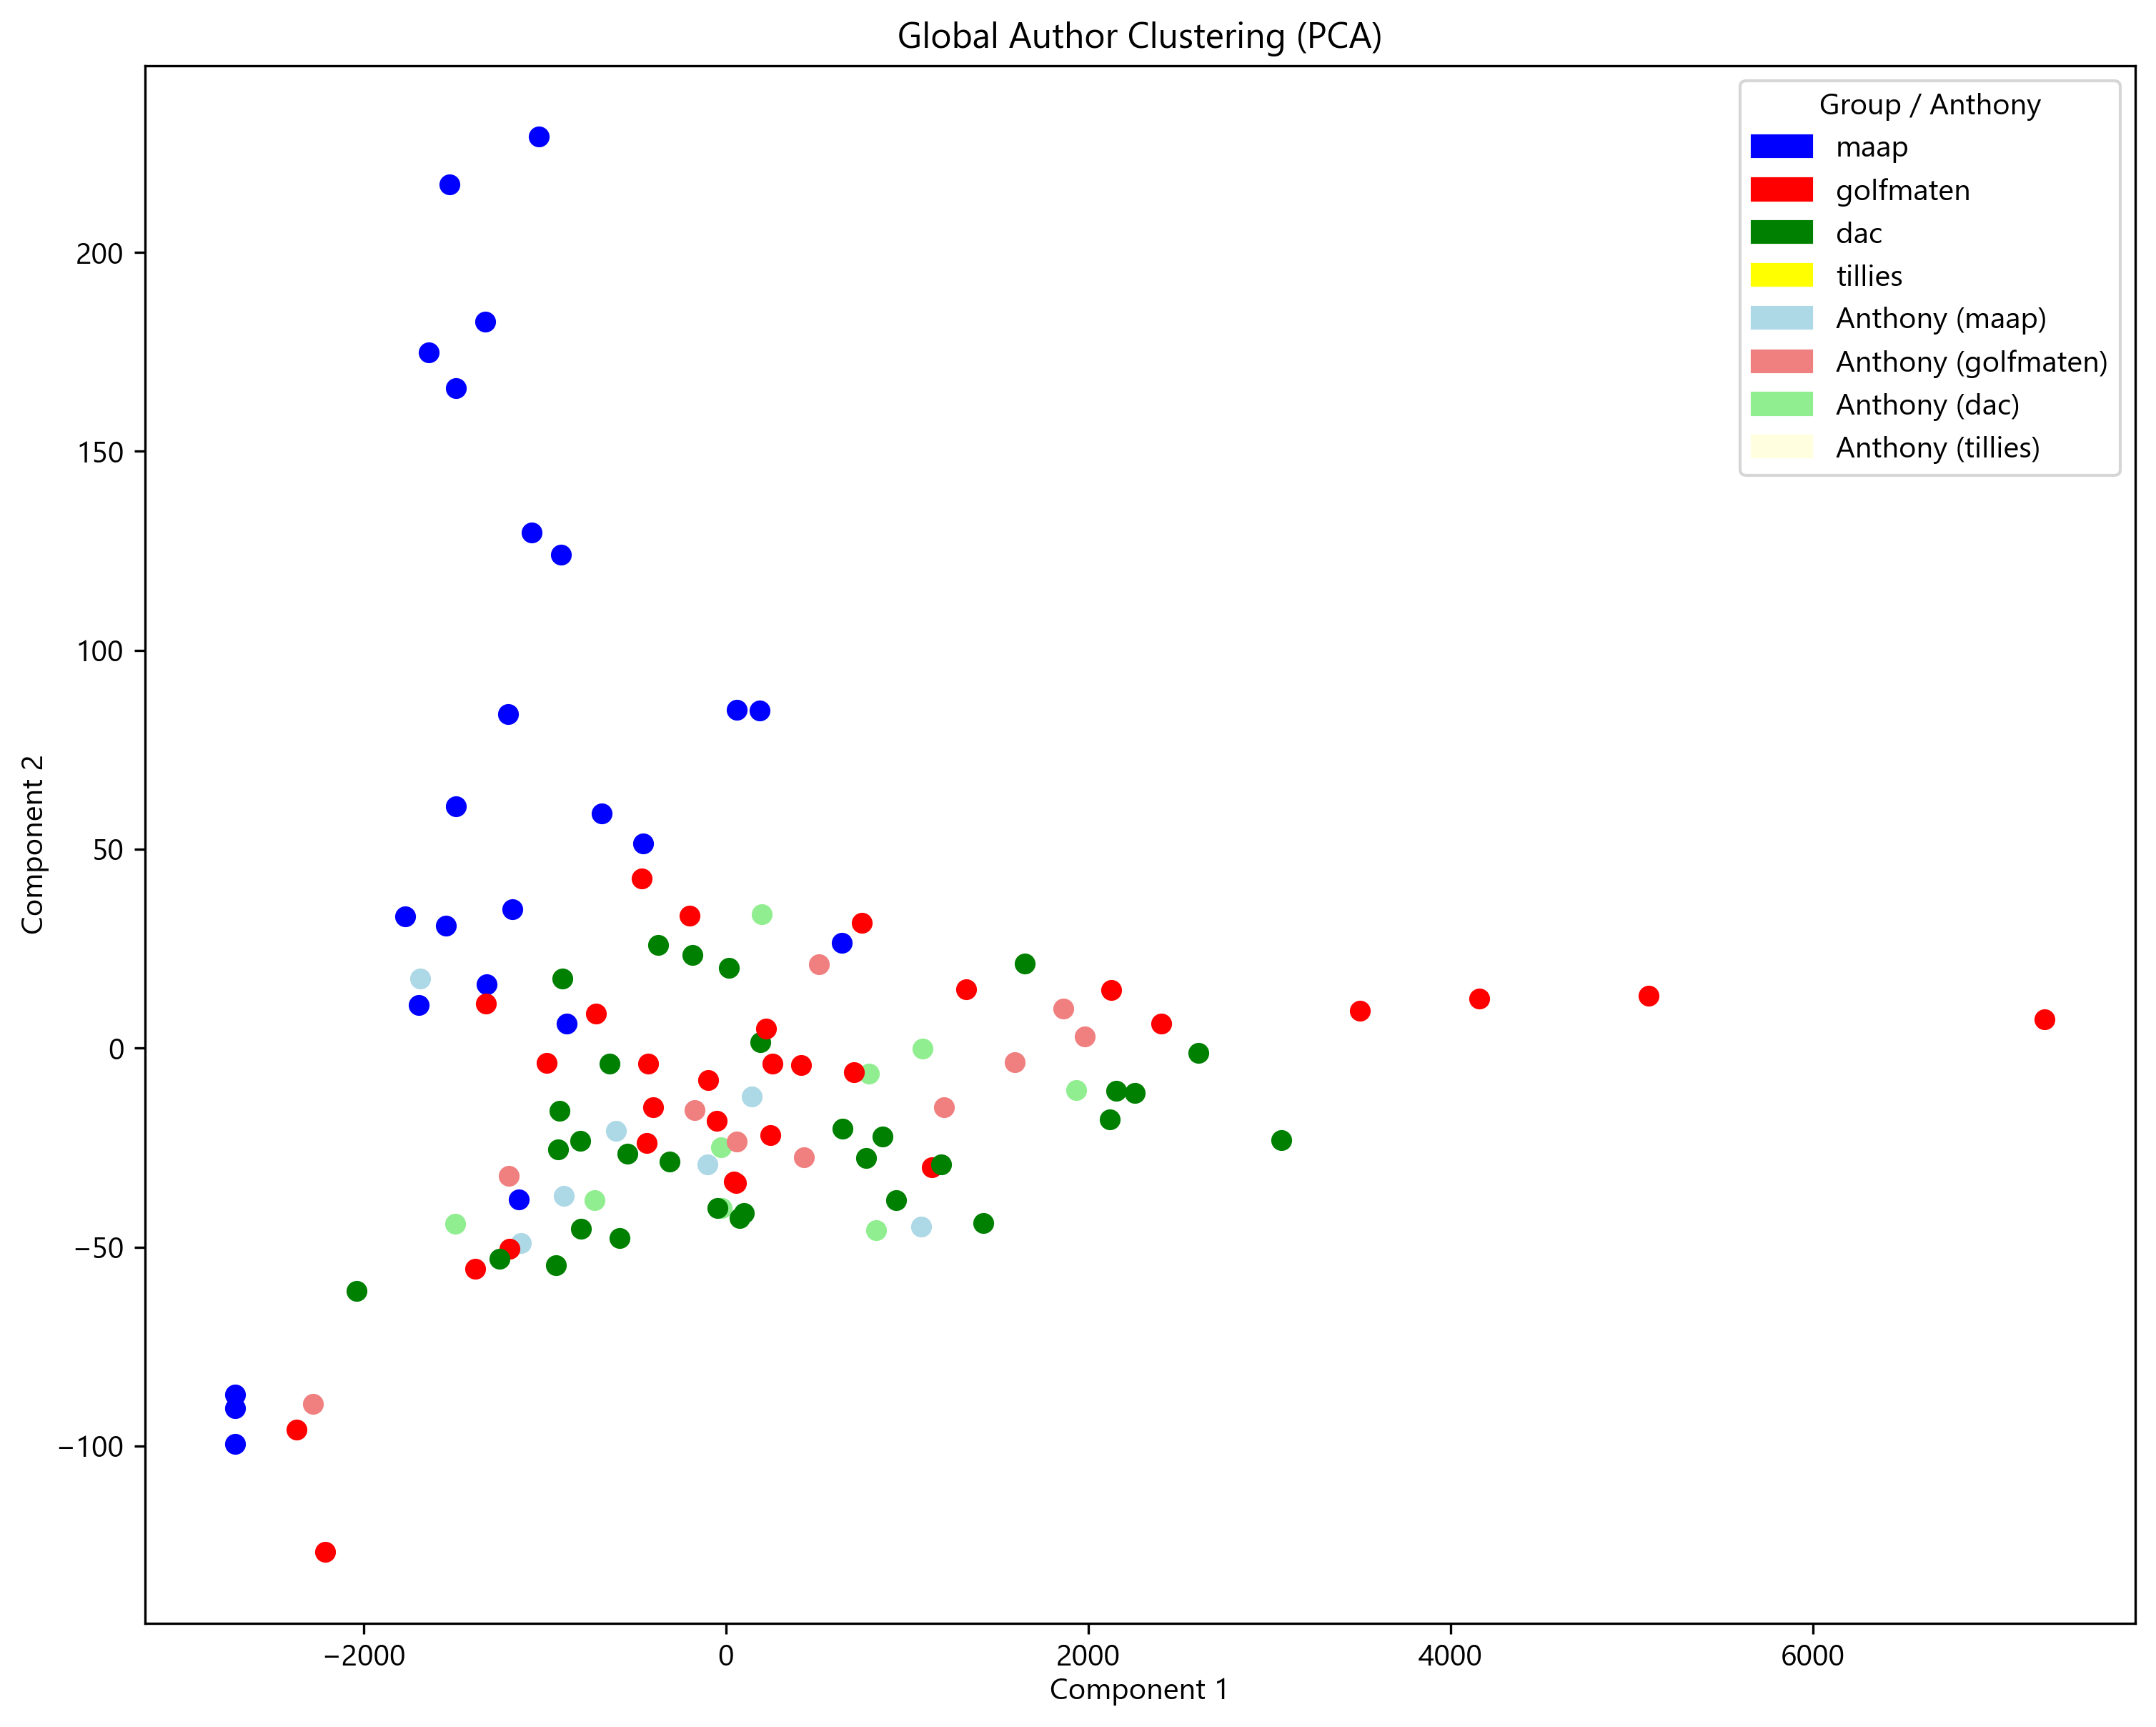 Global Author Clustering (PCA)
Group / Anthony
maap
golfmaten
dac
tillies
Anthony (maap)
Anthony (golfmaten)
Anthony (dac)
Anthony (tillies)
200
150
100
50
0
−50
−100
Component 2
−2000
0
2000
4000
6000
Component 1